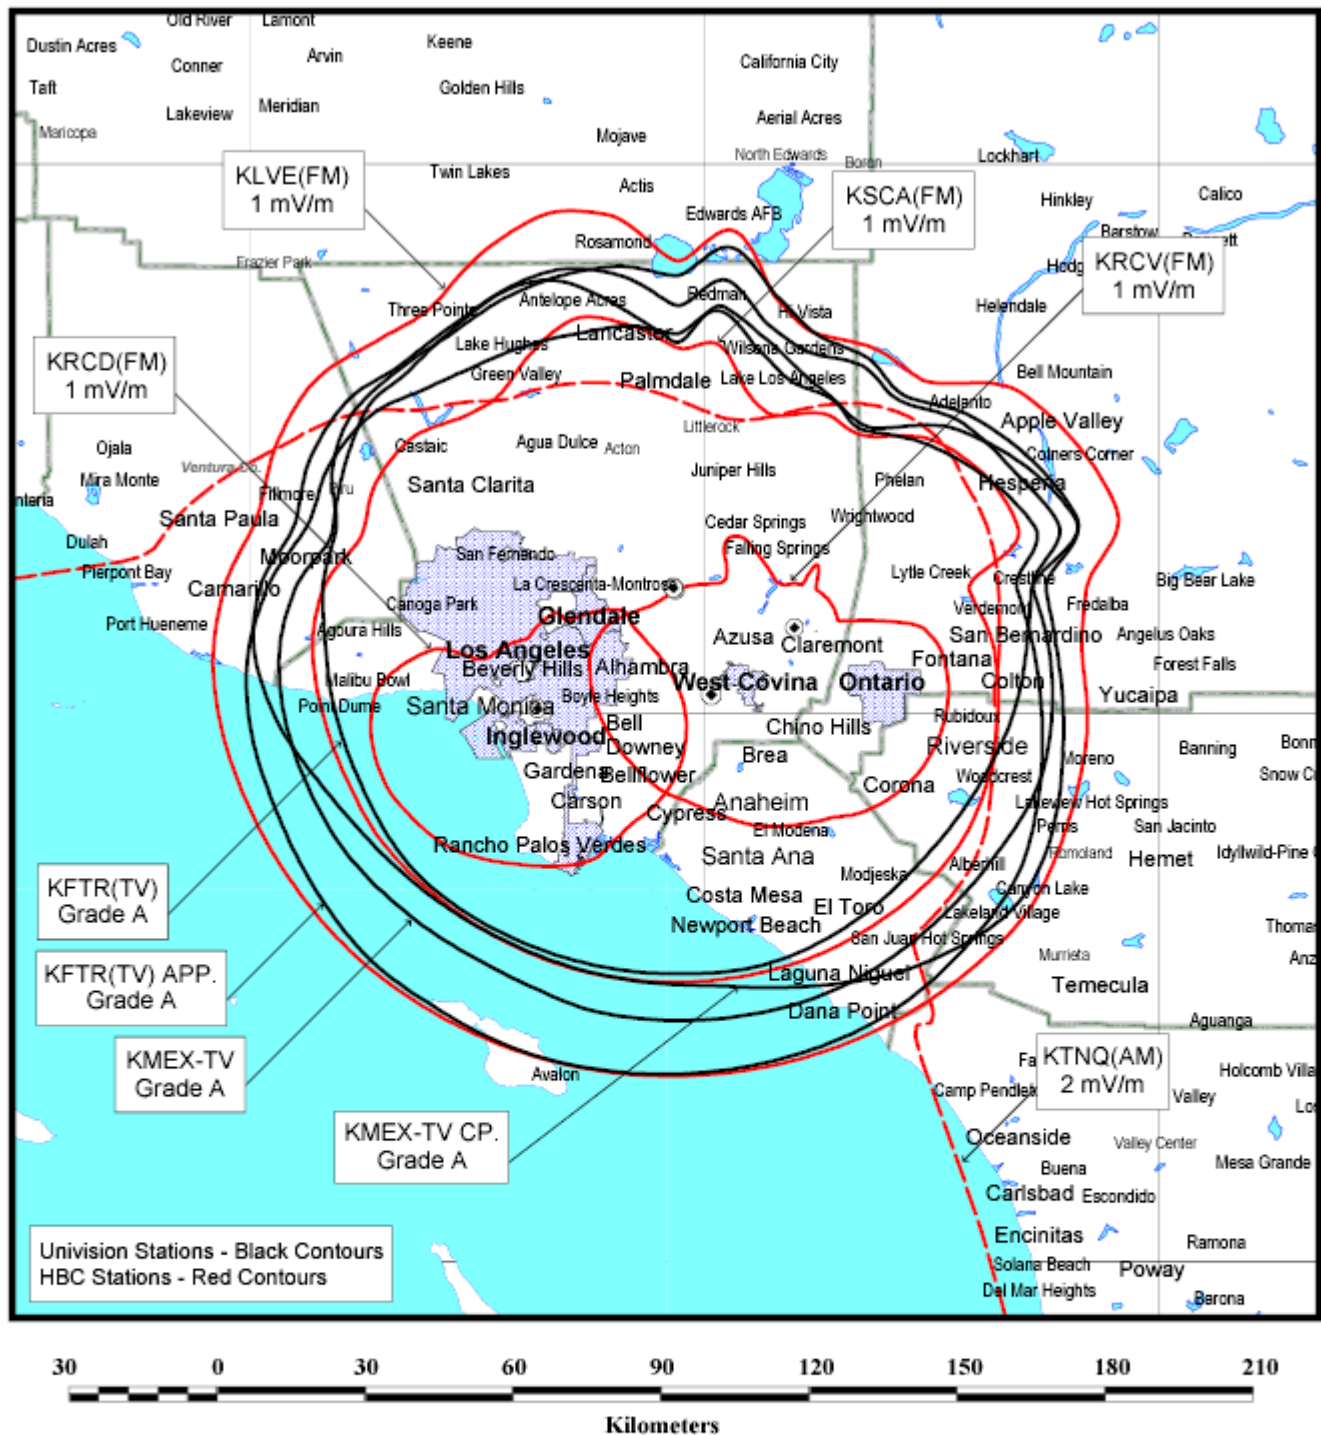 Old River
Lamont
Dustin Acres
Keene
Arvin
Conner
California City
Taft
Golden Hills
Meridian
Lakeview
Aerial Acres
Maricopa
Mojave
North Edwards
Boron
Lockhart
KLVE(FM)
1 mV/m
Twin Lakes
Actis
KSCA(FM)
1 mV/m
Hinkley
Calico
Edwards AFB
Barstow
Rosamond
KRCV(FM)
1 mV/m
Frazier Park
Redman
Antelope Acres
Three Points
Hi Vista
Helendale
Lancaster
Lake Hughes
Wilsona Gardens
KRCD(FM)
1 mV/m
Green Valley
Palmdale
Lake Los Angeles
Bell Mountain
Adelanto
Apple Valley
Littlerock
Ojala
Castaic
Agua Dulce
Acton
Ventura Co.
Conners Corner
Mira Monte
Juniper Hills
Phelan
Hesperia
Santa Clarita
Fillmore
Piru
nteria
Santa Paula
Cedar Springs
Wrightwood
Dulah
Falling Springs
Moorpark
San Fernando
Pierpont Bay
Camarillo
La Crescenta-Montrose
Lytle Creek
Crestline
Big Bear Lake
Canoga Park
Verdemont
Fredalba
Port Hueneme
Glendale
Agoura Hills
Azusa
Claremont
San Bernardino
Angelus Oaks
Los Angeles
Beverly Hills
Alhambra
Fontana
Forest Falls
Malibu Bowl
West Covina
Ontario
Colton
Yucaipa
Point Dume
Santa Monica
Boyle Heights
Bell
Chino Hills
Rubidoux
Inglewood
Downey
Brea
Riverside
Banning
Bonn
Gardena
Bellflower
Corona
Woodcrest
Moreno
Snow C
Carson
Cypress
Anaheim
Lakeview Hot Springs
El Modena
Perris
San Jacinto
Rancho Palos Verdes
Santa Ana
Romoland
Hemet
Idyllwild-Pine C
Alberhill
Modjeska
KFTR(TV)
Grade A
Costa Mesa
Canyon Lake
El Toro
Lakeland Village
Newport Beach
Thomas
San Juan Hot Springs
Murrieta
Anz
KFTR(TV) APP.
Grade A
Laguna Niguel
Temecula
Dana Point
Aguanga
KMEX-TV
Grade A
Avalon
Fa
KTNQ(AM)
2 mV/m
Holcomb Villa
Camp Pendlet
Valley
Lo
KMEX-TV CP.
Grade A
Oceanside
Valley Center
Buena
Mesa Grande
Carlsbad
Escondido
Encinitas
Ramona
Univision Stations - Black Contours
HBC Stations - Red Contours
Solana Beach
Poway
Del Mar Heights
Barona
30 0 30 60 90 120 150 180 210
Kilometers